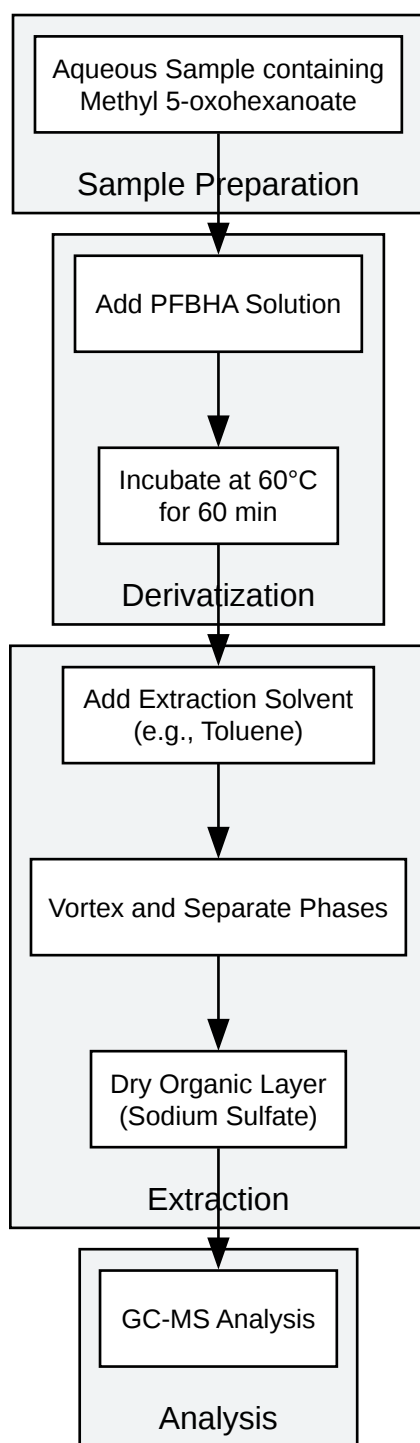 Aqueous Sample containing
Methyl 5-oxohexanoate
Sample Preparation
Add PFBHA Solution
Incubate at 60°C
for 60 min
Derivatization
Add Extraction Solvent
(e.g., Toluene)
Vortex and Separate Phases
Dry Organic Layer
(Sodium Sulfate)
Extraction
GC-MS Analysis
Analysis